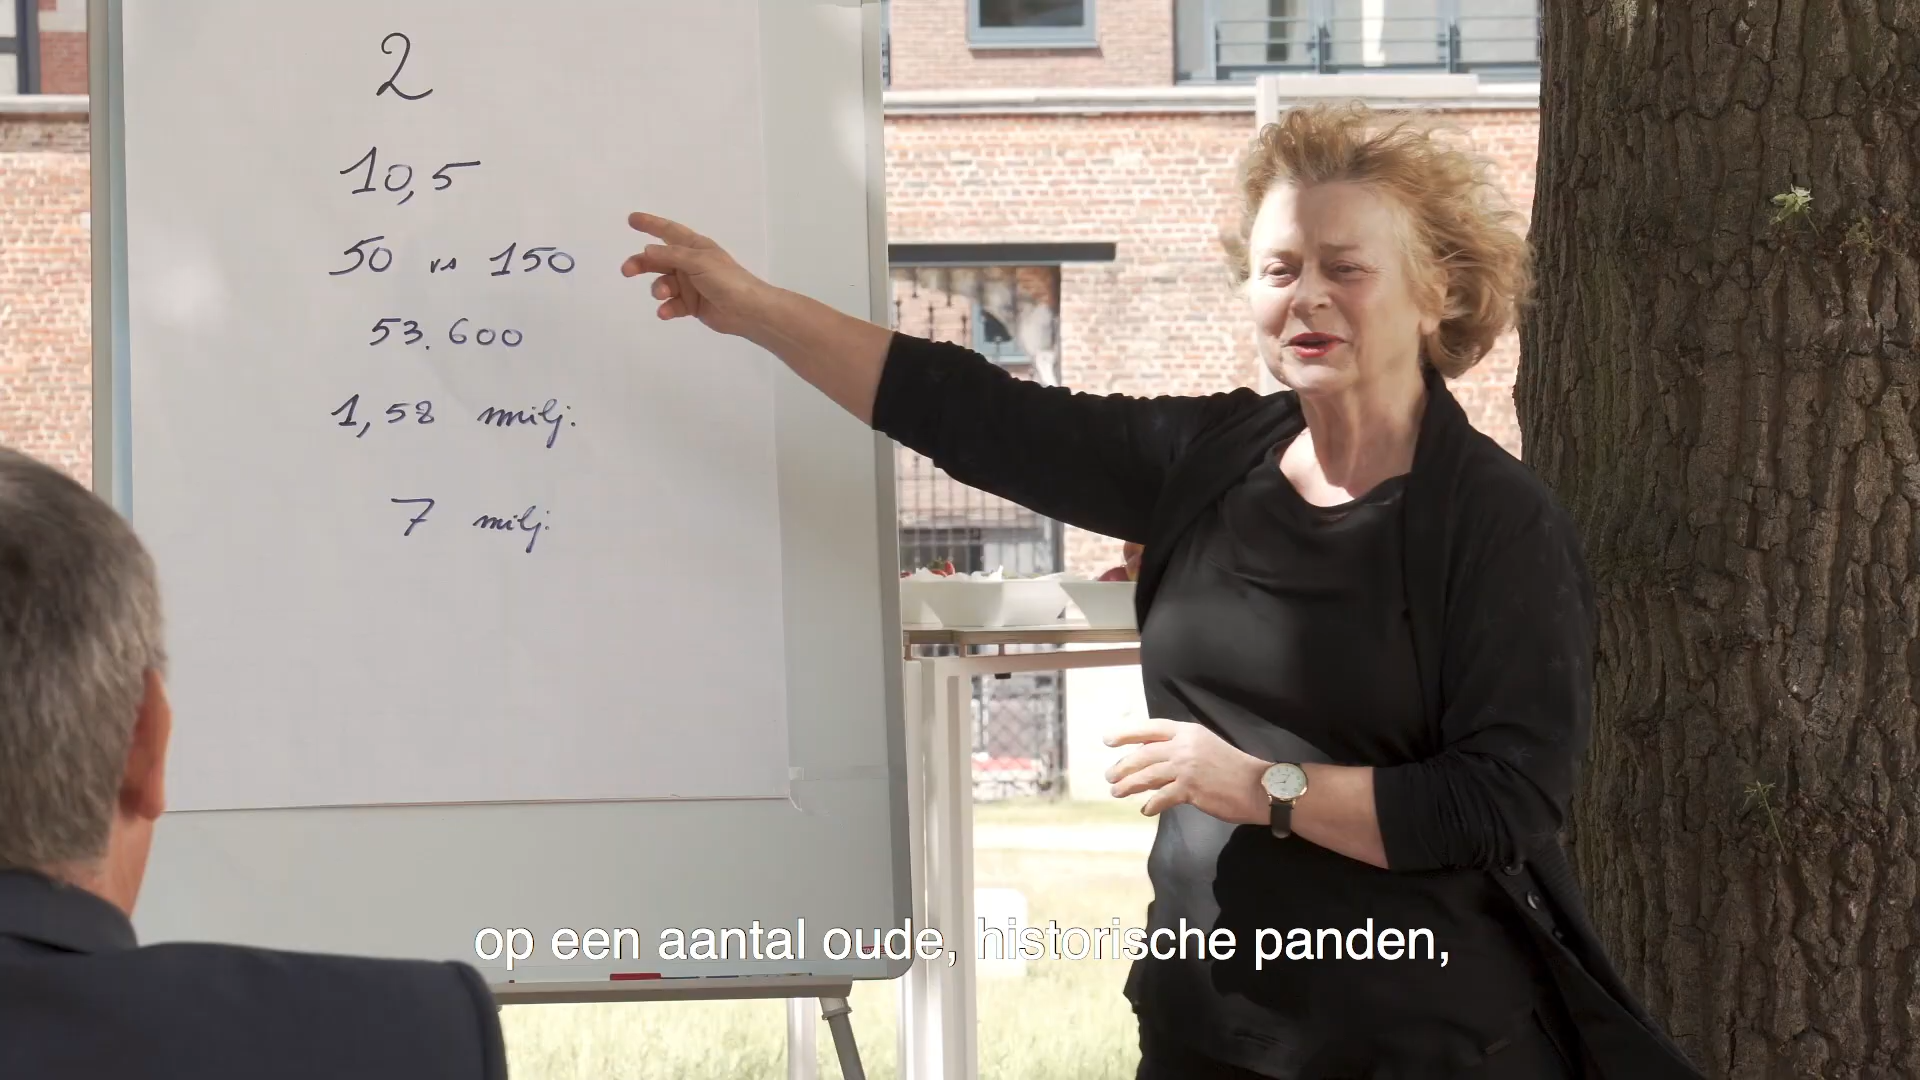 2
10,5
50 vs 150
53.600
1,58 milj.
7 milj.
op een aantal oude, historische panden,